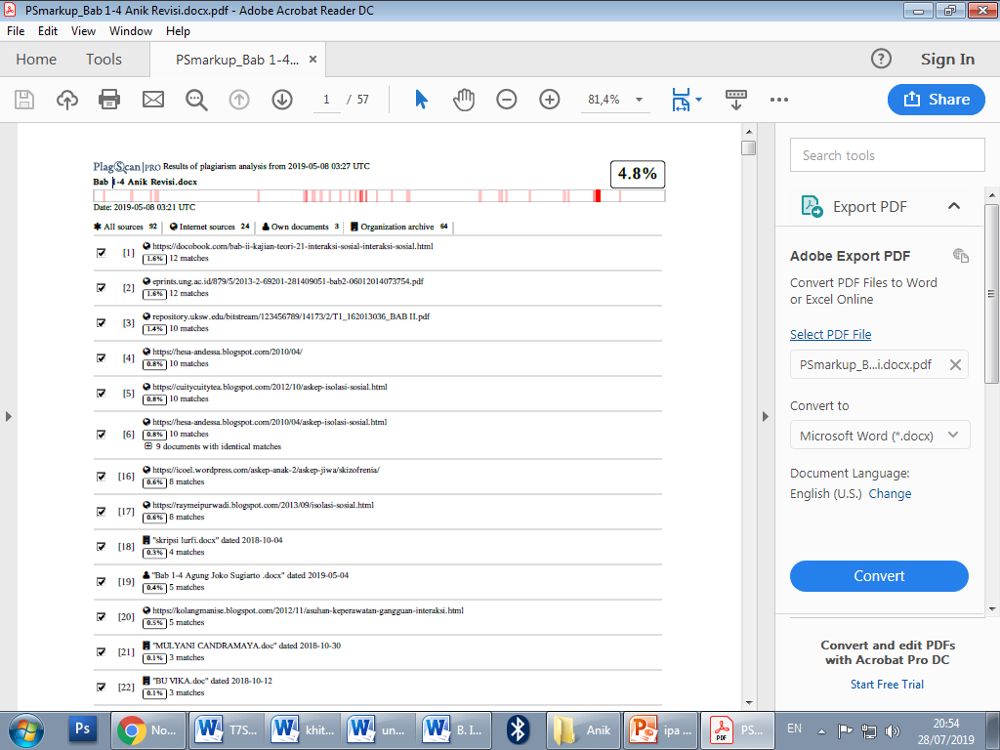 PSmarkup_Bab 1-4 Anik Revisi.docx.pdf - Adobe Acrobat Reader DC
File Edit View Window Help
Home Tools PSmarkup_Bab 1-4... × Sign In
1 / 57 81,4% Share
PlagScan|PRO Results of plagiarism analysis from 2019-05-08 03:27 UTC
4.8%
Bab 1-4 Anik Revisi.docx
Date: 2019-05-08 03:21 UTC
All sources 92 Internet sources 24 Own documents 3 Organization archive 64
[1] https://docobook.com/bab-ii-kajian-teori-21-interaksi-sosial-interaksi-sosial.html
1.6% 12 matches
[2] eprints.ung.ac.id/879/5/2013-2-69201-281409051-bab2-06012014073754.pdf
1.6% 12 matches
[3] repository.uksw.edu/bitstream/123456789/14173/2/T1_162013036_BAB II.pdf
1.4% 10 matches
[4] https://hesa-andessa.blogspot.com/2010/04/
0.8% 10 matches
[5] https://cuitycuitytea.blogspot.com/2012/10/askep-isolasi-sosial.html
0.8% 10 matches
[6] https://hesa-andessa.blogspot.com/2010/04/askep-isolasi-sosial.html
0.8% 10 matches
9 documents with identical matches
[16] https://icoel.wordpress.com/askep-anak-2/askep-jiwa/skizofrenia/
0.6% 8 matches
[17] https://raymeipurwadi.blogspot.com/2013/09/isolasi-sosial.html
0.6% 8 matches
[18] "skripsi lurfi.docx" dated 2018-10-04
0.3% 4 matches
[19] "Bab 1-4 Agung Joko Sugiarto .docx" dated 2019-05-04
0.4% 5 matches
[20] https://kolangmanise.blogspot.com/2012/11/asuhan-keperawatan-gangguan-interaksi.html
0.5% 5 matches
[21] "MULYANI CANDRAMAYA.doc" dated 2018-10-30
0.1% 3 matches
[22] "BU VIKA.doc" dated 2018-10-12
0.1% 3 matches
Search tools
Export PDF
Adobe Export PDF
Convert PDF Files to Word
or Excel Online
Select PDF File
PSmarkup_B...i.docx.pdf
Convert to
Microsoft Word (*.docx)
Document Language:
English (U.S.) Change
Convert
Convert and edit PDFs
with Acrobat Pro DC
Start Free Trial
Ps No... T7S... khit... un... B. I... Anik ipa ... PS... EN 20:54
28/07/2019